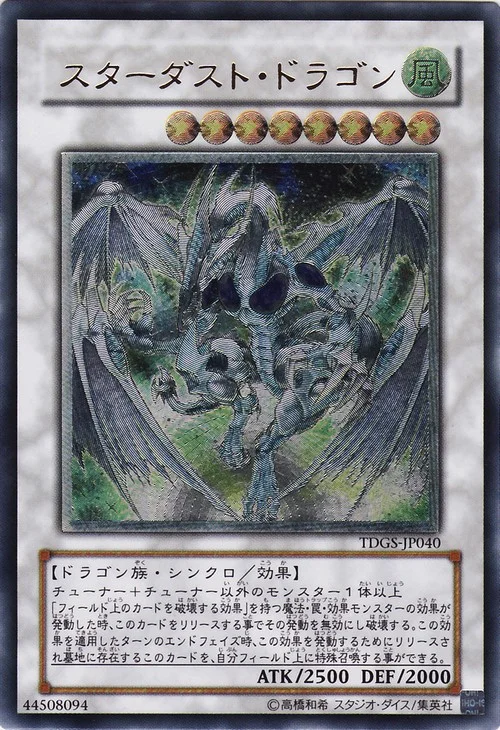 スターダスト・ドラゴン 風
TDGS-JP040
【ドラゴン族・シンクロ/効果】
チューナー+チューナー以外のモンスター1体以上
「フィールド上のカードを破壊する効果」を持つ魔法・罠・効果モンスターの効果が
発動した時、このカードをリリースする事でその発動を無効にし破壊する。この効
果を適用したターンのエンドフェイズ時、この効果を発動するためにリリースさ
れ墓地に存在するこのカードを、自分フィールド上に特殊召喚する事ができる。
ATK/2500 DEF/2000
44508094 ©高橋和希 スタジオ・ダイス/集英社